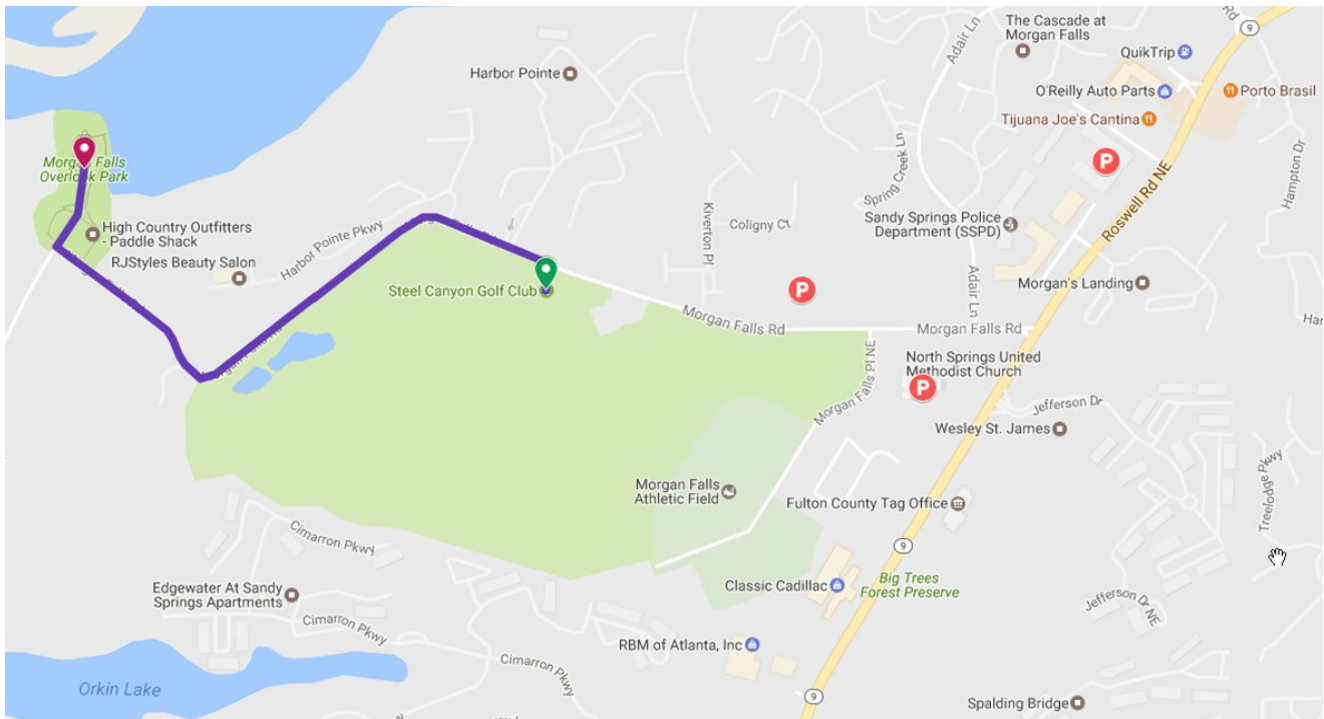 The Cascade at
Morgan Falls
Adair Ln
Rd
9
QuikTrip
Harbor Pointe
O'Reilly Auto Parts
Porto Brasil
Tijuana Joe's Cantina
P
Morgan Falls
Overlook Park
Spring Creek Ln
Hampton Dr
Roswell Rd NE
High Country Outfitters
- Paddle Shack
Kiverton Pl
Coligny Ct
Sandy Springs Police
Department (SSPD)
Harbor Pointe Pkwy
RJStyles Beauty Salon
Steel Canyon Golf Club
P
Adair Ln
Morgan's Landing
Morgan Falls Rd
Morgan Falls Rd
Har
Morgan Falls Pl NE
North Springs United
Methodist Church
P
Jefferson Dr
Wesley St. James
Morgan Falls
Athletic Field
Fulton County Tag Office
Treelodge Pkwy
Cimarron Pkwy
9
Edgewater At Sandy
Springs Apartments
Classic Cadillac
Big Trees
Forest Preserve
Jefferson Dr NE
Cimarron Pkwy
RBM of Atlanta, Inc
Cimarron Pkwy
Orkin Lake
9
Spalding Bridge